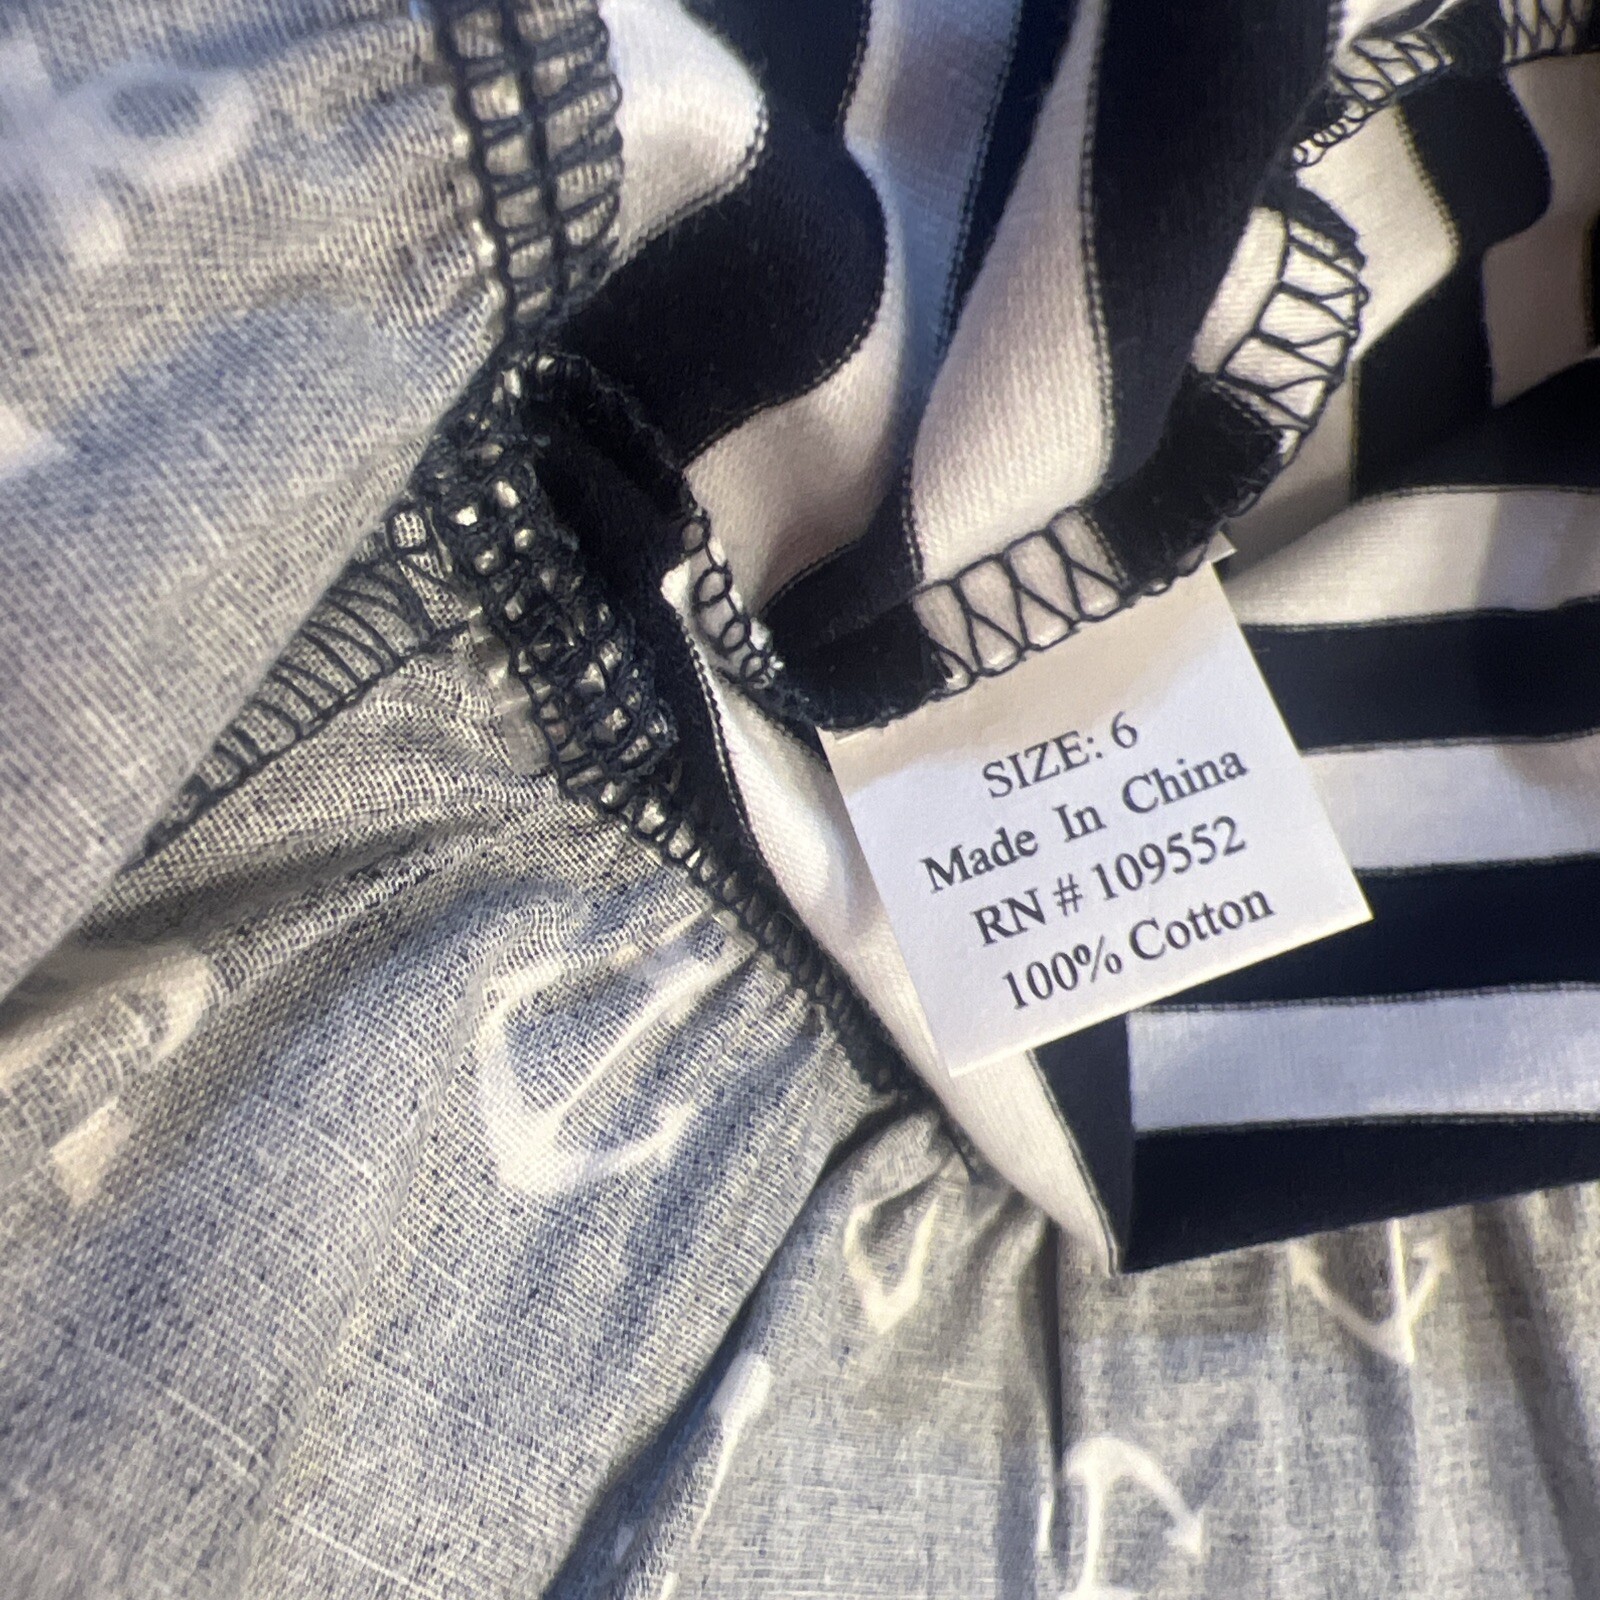 SIZE: 6
Made In China
RN # 109552
100% Cotton